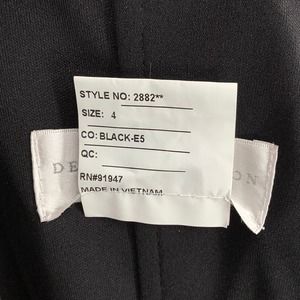 STYLE NO: 2882**
SIZE: 4
CO: BLACK-E5
QC:
RN#91947
MADE IN VIETNAM